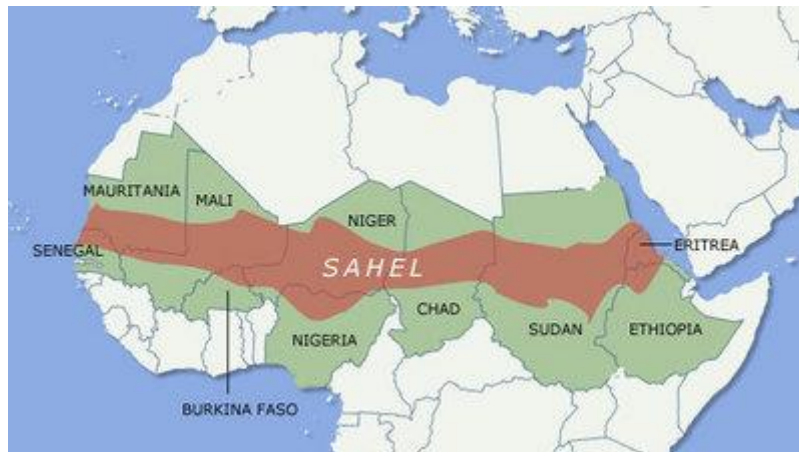 MAURITANIA
MALI
NIGER
SENEGAL
ERITREA
SAHEL
CHAD
SUDAN
ETHIOPIA
NIGERIA
BURKINA FASO